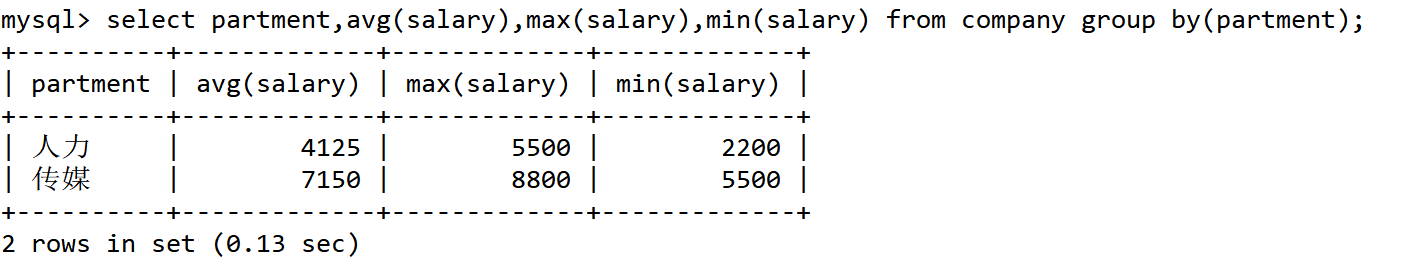 mysql> select partment,avg(salary),max(salary),min(salary) from company group by(partment);
+----------+-------------+-------------+-------------+
| partment | avg(salary) | max(salary) | min(salary) |
+----------+-------------+-------------+-------------+
| 人力     |        4125 |        5500 |        2200 |
| 传媒     |        7150 |        8800 |        5500 |
+----------+-------------+-------------+-------------+
2 rows in set (0.13 sec)